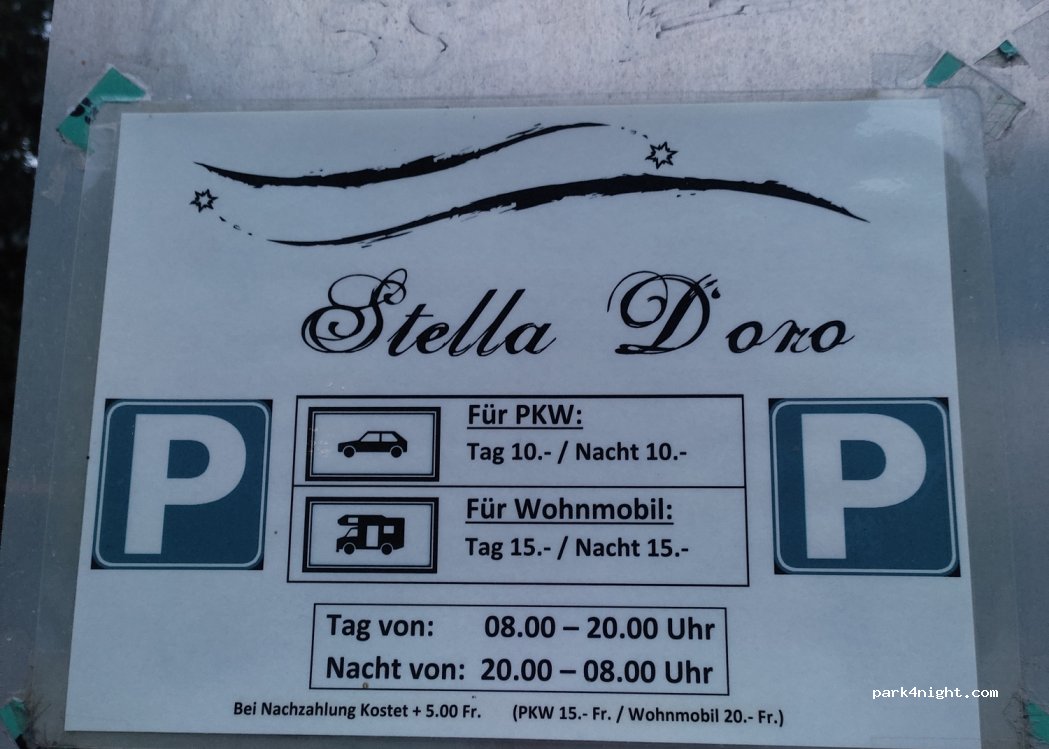 Stella D'oro
P
Für PKW:
Tag 10.- / Nacht 10.-
Für Wohnmobil:
Tag 15.- / Nacht 15.-
P
Tag von: 08.00 – 20.00 Uhr
Nacht von: 20.00 – 08.00 Uhr
Bei Nachzahlung Kostet + 5.00 Fr. (PKW 15.- Fr. / Wohnmobil 20.- Fr.)
park4night.com